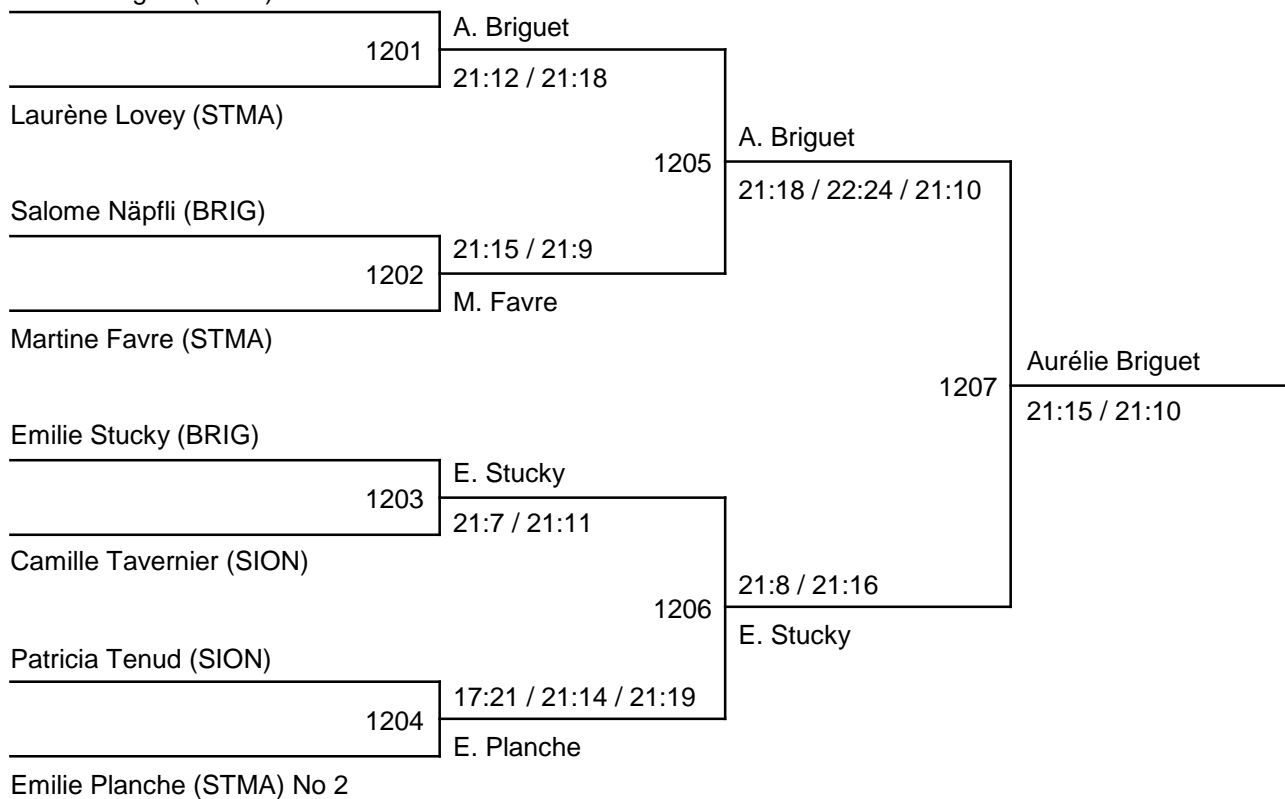 A. Briguet
1201
21:12 / 21:18
Laurène Lovey (STMA)
A. Briguet
1205
21:18 / 22:24 / 21:10
Salome Näpfli (BRIG)
21:15 / 21:9
1202
M. Favre
Martine Favre (STMA)
Aurélie Briguet
1207
21:15 / 21:10
Emilie Stucky (BRIG)
E. Stucky
1203
21:7 / 21:11
Camille Tavernier (SION)
21:8 / 21:16
1206
E. Stucky
Patricia Tenud (SION)
17:21 / 21:14 / 21:19
1204
E. Planche
Emilie Planche (STMA) No 2